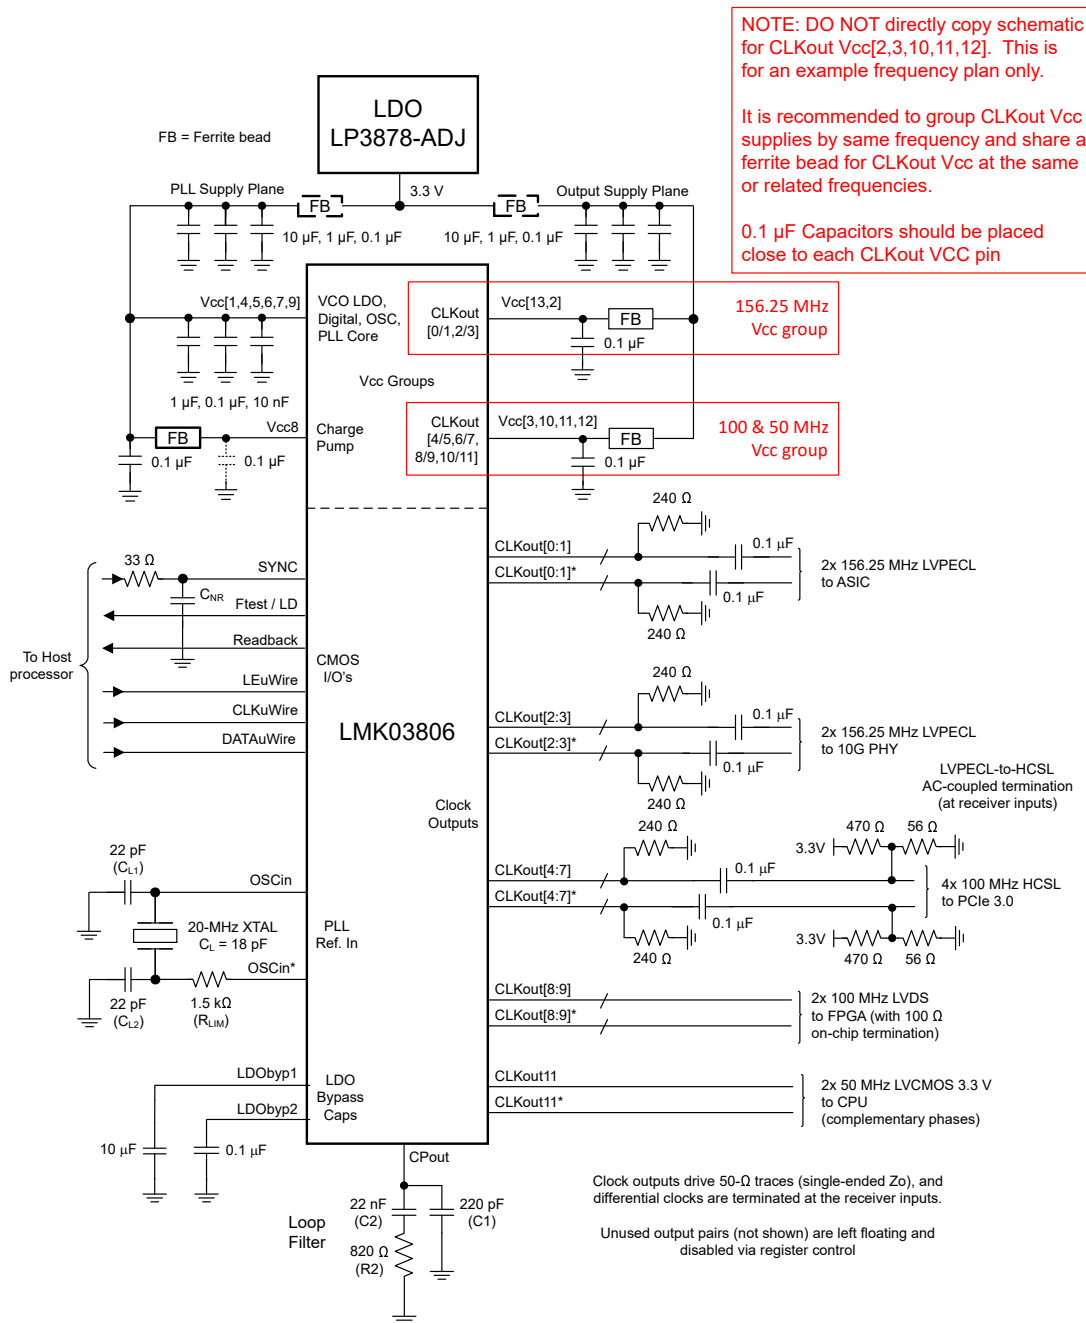 NOTE: DO NOT directly copy schematic
for CLKout Vcc[2,3,10,11,12]. This is
for an example frequency plan only.
It is recommended to group CLKout Vcc
supplies by same frequency and share a
ferrite bead for CLKout Vcc at the same
or related frequencies.
0.1 µF Capacitors should be placed
close to each CLKout VCC pin
LDO
LP3878-ADJ
FB = Ferrite bead
PLL Supply Plane
3.3 V
Output Supply Plane
FB
FB
10 µF, 1 µF, 0.1 µF
10 µF, 1 µF, 0.1 µF
Vcc[1,4,5,6,7,9]
VCO LDO,
Digital, OSC,
PLL Core
CLKout
[0/1,2/3]
Vcc[13,2]
FB
0.1 µF
156.25 MHz
Vcc group
1 µF, 0.1 µF, 10 nF
Vcc Groups
Vcc8
FB
0.1 µF
0.1 µF
Charge
Pump
CLKout
[4/5,6/7,
8/9,10/11]
Vcc[3,10,11,12]
FB
0.1 µF
100 & 50 MHz
Vcc group
33 Ω
SYNC
CNR
Ftest / LD
Readback
To Host
processor
LEuWire
CLKuWire
DATAuWire
CMOS
I/O's
LMK03806
Clock
Outputs
240 Ω
CLKout[0:1]
0.1 µF
CLKout[0:1]*
0.1 µF
240 Ω
2x 156.25 MHz LVPECL
to ASIC
240 Ω
CLKout[2:3]
0.1 µF
CLKout[2:3]*
0.1 µF
240 Ω
2x 156.25 MHz LVPECL
to 10G PHY
LVPECL-to-HCSL
AC-coupled termination
(at receiver inputs)
240 Ω
470 Ω
56 Ω
3.3V
CLKout[4:7]
0.1 µF
CLKout[4:7]*
0.1 µF
240 Ω
3.3V
470 Ω
56 Ω
4x 100 MHz HCSL
to PCIe 3.0
22 pF
(CL1)
OSCin
20-MHz XTAL
CL = 18 pF
PLL
Ref. In
OSCin*
22 pF
(CL2)
1.5 kΩ
(RLIM)
CLKout[8:9]
CLKout[8:9]*
2x 100 MHz LVDS
to FPGA (with 100 Ω
on-chip termination)
LDObyp1
LDObyp2
LDO
Bypass
Caps
10 µF
0.1 µF
CLKout11
CLKout11*
2x 50 MHz LVCMOS 3.3 V
to CPU
(complementary phases)
CPout
Loop
Filter
22 nF
(C2)
220 pF
(C1)
820 Ω
(R2)
Clock outputs drive 50-Ω traces (single-ended Zo), and
differential clocks are terminated at the receiver inputs.
Unused output pairs (not shown) are left floating and
disabled via register control